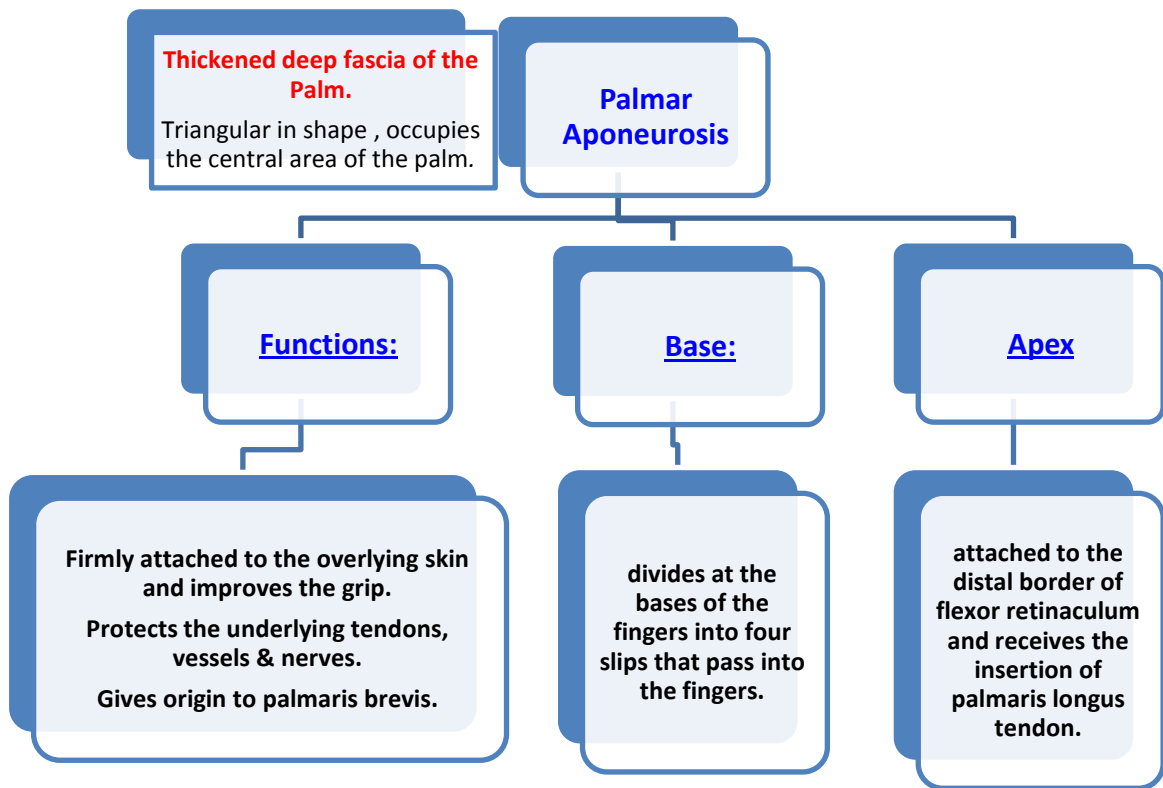 Thickened deep fascia of the
Palm.
Triangular in shape , occupies
the central area of the palm.
Palmar
Aponeurosis
Functions:
Base:
Apex
Firmly attached to the overlying skin
and improves the grip.
Protects the underlying tendons,
vessels & nerves.
Gives origin to palmaris brevis.
divides at the
bases of the
fingers into four
slips that pass into
the fingers.
attached to the
distal border of
flexor retinaculum
and receives the
insertion of
palmaris longus
tendon.